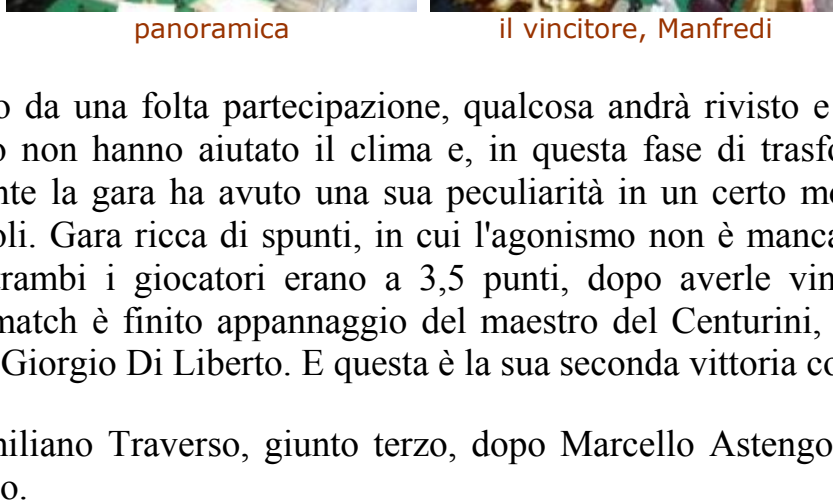 panoramica il vincitore, Manfredi
o da una folta partecipazione, qualcosa andrà rivisto e
o non hanno aiutato il clima e, in questa fase di trasfo
nte la gara ha avuto una sua peculiarità in un certo mo
oli. Gara ricca di spunti, in cui l'agonismo non è manca
trambi i giocatori erano a 3,5 punti, dopo averle vin
match è finito appannaggio del maestro del Centurini,
Giorgio Di Liberto. E questa è la sua seconda vittoria co
niliano Traverso, giunto terzo, dopo Marcello Astengo
o.